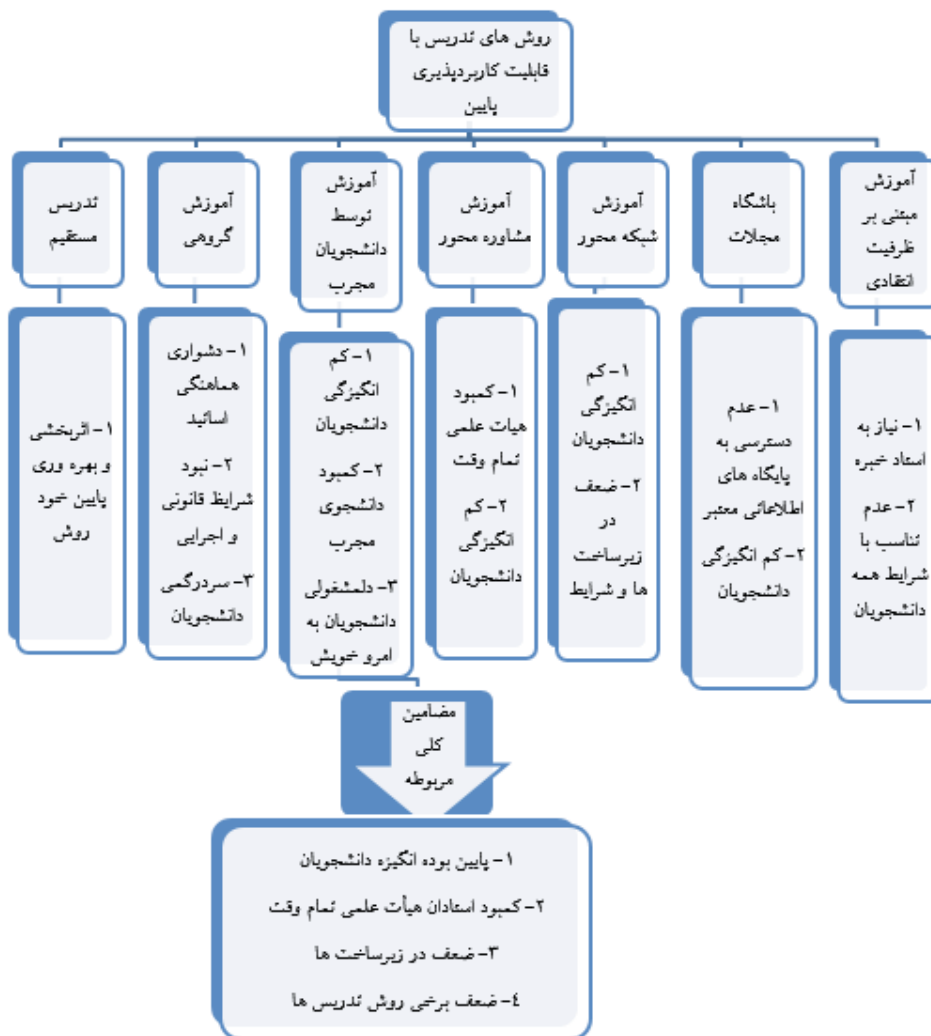 روش های تدریس با
قابلیت کاربردپذیری
پایین
آموزش
مبتنی بر
ظرفیت
انتقادی
باشگاه
مجلات
آموزش
شبکه محور
آموزش
مشاوره محور
آموزش
توسط
دانشجویان
مجرب
آموزش
گروهی
تدریس
مستقیم
۱- نیاز به
استاد خبره
۲- عدم
تناسب با
شرایط همه
دانشجویان
۱- عدم
دسترسی به
پایگاه های
اطلاعاتی معتبر
۲- کم انگیزگی
دانشجویان
۱- کم
انگیزگی
دانشجویان
۲- ضعف
در
زیرساخت
ها و شرایط
۱- کمبود
هیات علمی
تمام وقت
۲- کم
انگیزگی
دانشجویان
۱- کم
انگیزگی
دانشجویان
۲- کمبود
دانشجوی
مجرب
۳- دلمشغولی
دانشجویان به
امرو خویش
۱- دشواری
هماهنگی
اساتید
۲- نبود
شرایط قانونی
و اجرایی
۳- سردرگمی
دانشجویان
۱- اثربخشی
و بهره وری
پایین خود
روش
مضامین
کلی
مربوطه
۱- پایین بوده انگیزه دانشجویان
۲- کمبود استادان هیأت علمی تمام وقت
۳- ضعف در زیرساخت ها
٤- ضعف برخی روش تدریس ها